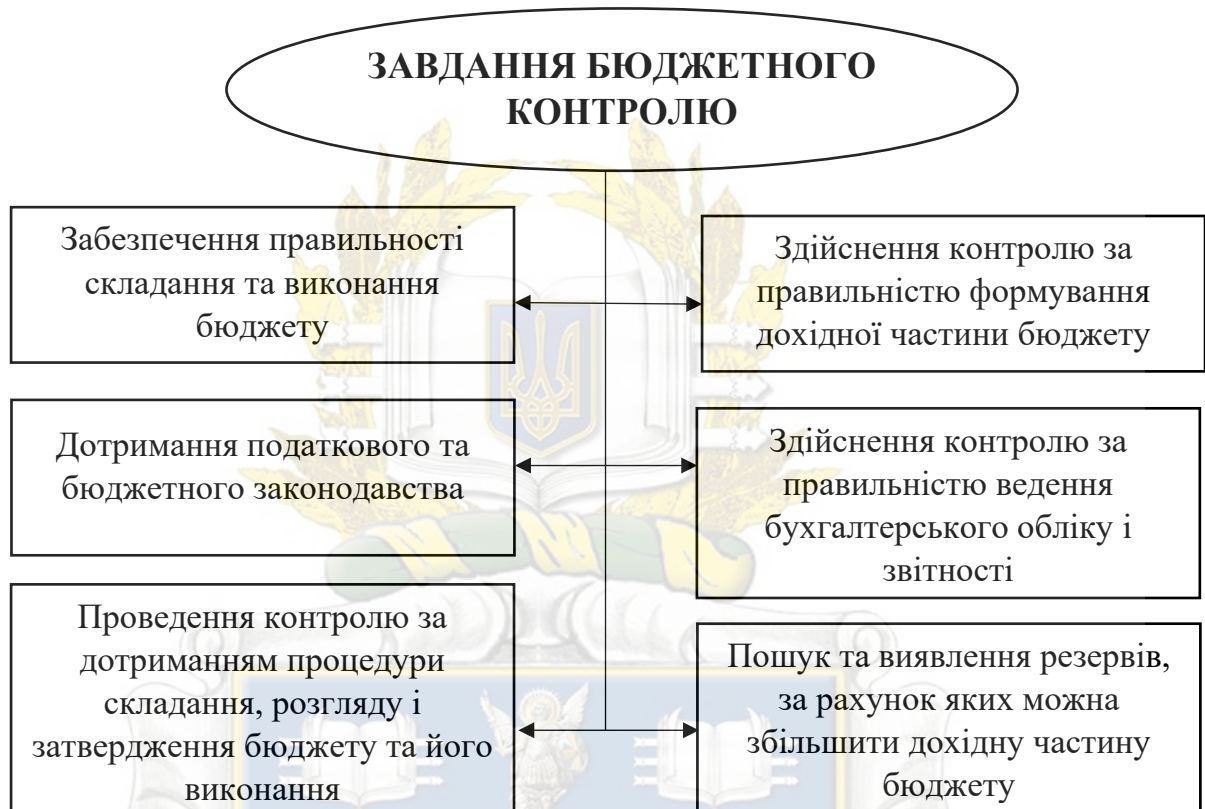 ЗАВДАННЯ БЮДЖЕТНОГО
КОНТРОЛЮ
Забезпечення правильності
складання та виконання
бюджету
Здійснення контролю за
правильністю формування
дохідної частини бюджету
Дотримання податкового та
бюджетного законодавства
Здійснення контролю за
правильністю ведення
бухгалтерського обліку і
звітності
Проведення контролю за
дотриманням процедури
складання, розгляду і
затвердження бюджету та його
виконання
Пошук та виявлення резервів,
за рахунок яких можна
збільшити дохідну частину
бюджету